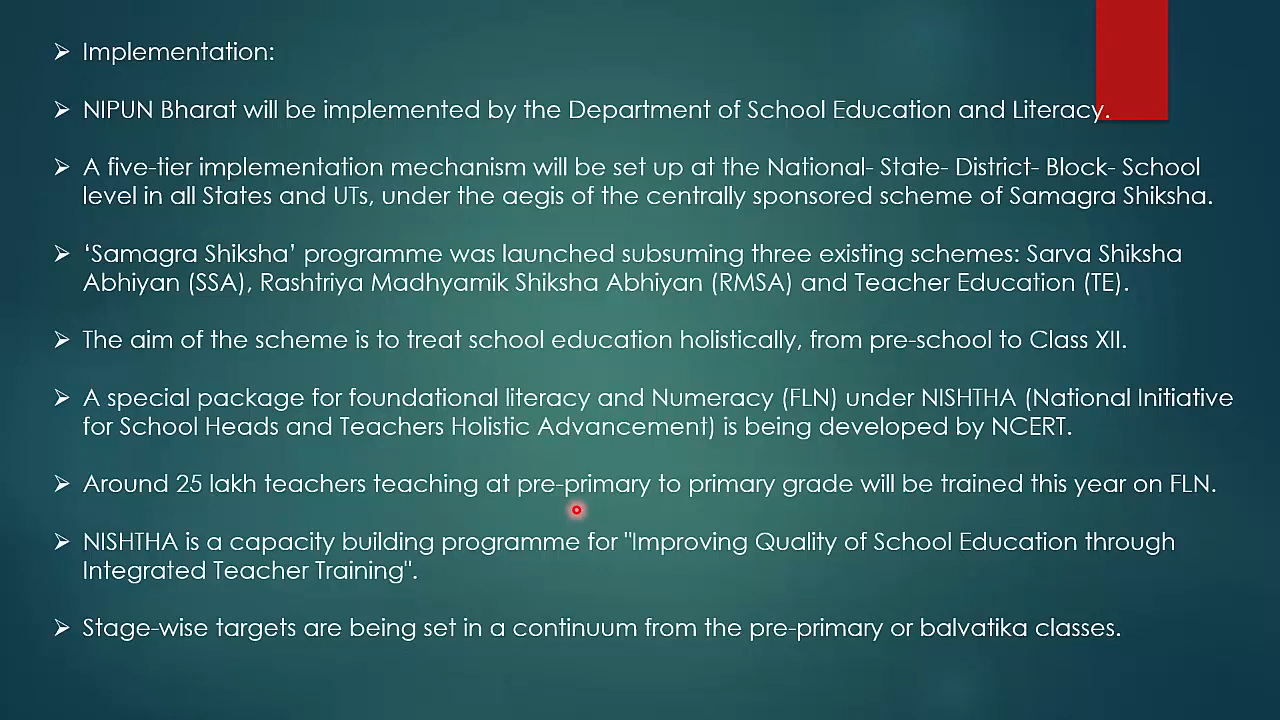 Implementation:
NIPUN Bharat will be implemented by the Department of School Education and Literacy.
A five-tier implementation mechanism will be set up at the National- State- District- Block- School
level in all States and UTs, under the aegis of the centrally sponsored scheme of Samagra Shiksha.
‘Samagra Shiksha’ programme was launched subsuming three existing schemes: Sarva Shiksha
Abhiyan (SSA), Rashtriya Madhyamik Shiksha Abhiyan (RMSA) and Teacher Education (TE).
The aim of the scheme is to treat school education holistically, from pre-school to Class XII.
A special package for foundational literacy and Numeracy (FLN) under NISHTHA (National Initiative
for School Heads and Teachers Holistic Advancement) is being developed by NCERT.
Around 25 lakh teachers teaching at pre-primary to primary grade will be trained this year on FLN.
NISHTHA is a capacity building programme for "Improving Quality of School Education through
Integrated Teacher Training".
Stage-wise targets are being set in a continuum from the pre-primary or balvatika classes.